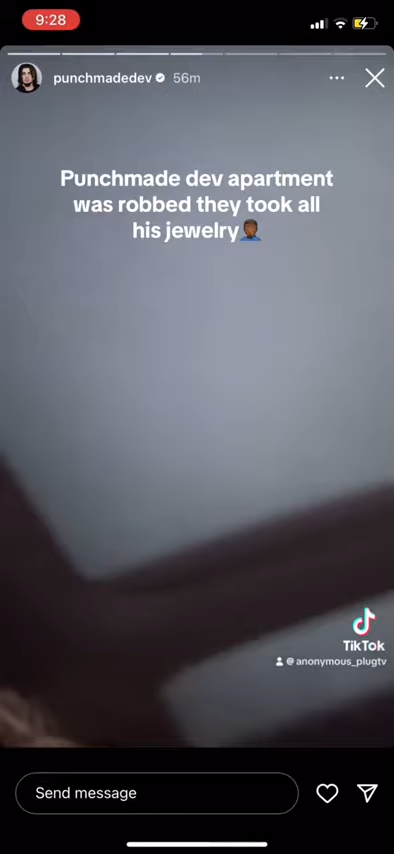 9:28
punchmadedev 56m
Punchmade dev apartment
was robbed they took all
his jewelry🤦🏾‍♂️
TikTok
@anonymous_plugtv
Send message